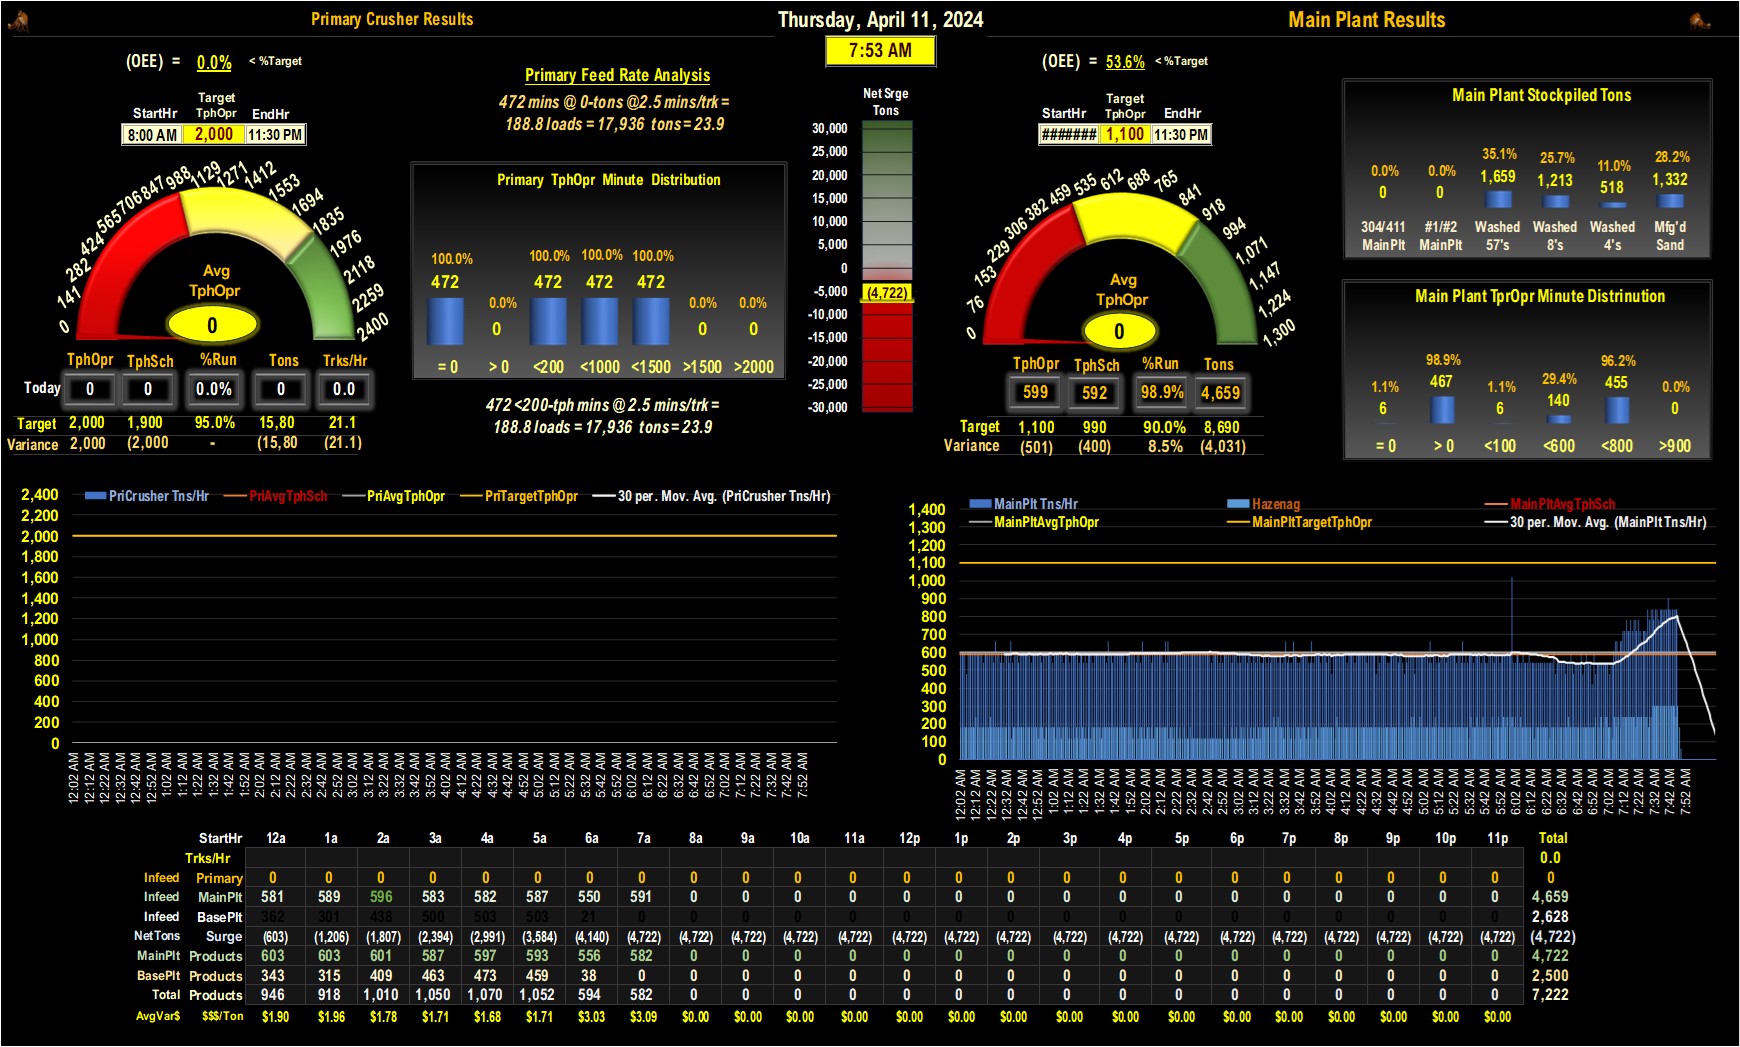 Primary Crusher Results
Thursday, April 11, 2024
Main Plant Results
7:53 AM
(OEE) = 0.0% < %Target
Target
StartHr TphOpr EndHr
8:00 AM 2,000 11:30 PM
0 141 282 424 565 706 847 988 1129 1271 1412 1553 1694 1835 1976 2118 2259 2400
Avg
TphOpr
0
TphOpr TphSch %Run Tons Trks/Hr
Today 0 0 0.0% 0 0.0
Target 2,000 1,900 95.0% 15,80 21.1
Variance 2,000 (2,000 - (15,80 (21.1)
Primary Feed Rate Analysis
472 mins @ 0-tons @2.5 mins/trk =
188.8 loads = 17,936 tons = 23.9
Primary TphOpr Minute Distribution
100.0% 0.0% 100.0% 100.0% 100.0% 0.0% 0.0%
472 0 472 472 472 0 0
= 0 > 0 <200 <1000 <1500 >1500 >2000
472 <200-tph mins @ 2.5 mins/trk =
188.8 loads = 17,936 tons = 23.9
Net Srge
Tons
30,000
25,000
20,000
15,000
10,000
5,000
0
-5,000
(4,722)
-10,000
-15,000
-20,000
-25,000
-30,000
(OEE) = 53.6% < %Target
Target
StartHr TphOpr EndHr
####### 1,100 11:30 PM
0 76 153 229 306 382 459 535 612 688 765 841 918 994 1,071 1,147 1,224 1,300
Avg
TPHOpr
0
TphOpr TphSch %Run Tons
599 592 98.9% 4,659
Target 1,100 990 90.0% 8,690
Variance (501) (400) 8.5% (4,031)
Main Plant Stockpiled Tons
0.0% 0.0% 35.1% 25.7% 11.0% 28.2%
0 0 1,659 1,213 518 1,332
304/411 #1/#2 Washed Washed Washed Mfg'd
MainPlt MainPlt 57's 8's 4's Sand
Main Plant TprOpr Minute Distrinution
1.1% 98.9% 1.1% 29.4% 96.2% 0.0%
6 467 6 140 455 0
= 0 > 0 <100 <600 <800 >900
PriCrusher Tns/Hr PriAvgTphSch PriAvgTphOpr PriTargetTphOpr 30 per. Mov. Avg. (PriCrusher Tns/Hr)
2,400
2,200
2,000
1,800
1,600
1,400
1,200
1,000
800
600
400
200
0
12:02 AM 12:12 AM 12:22 AM 12:32 AM 12:42 AM 12:52 AM 1:02 AM 1:12 AM 1:22 AM 1:32 AM 1:42 AM 1:52 AM 2:02 AM 2:12 AM 2:22 AM 2:32 AM 2:42 AM 2:52 AM 3:02 AM 3:12 AM 3:22 AM 3:32 AM 3:42 AM 3:52 AM 4:02 AM 4:12 AM 4:22 AM 4:32 AM 4:42 AM 4:52 AM 5:02 AM 5:12 AM 5:22 AM 5:32 AM 5:42 AM 5:52 AM 6:02 AM 6:12 AM 6:22 AM 6:32 AM 6:42 AM 6:52 AM 7:02 AM 7:12 AM 7:22 AM 7:32 AM 7:42 AM 7:52 AM
MainPlt Tns/Hr Hazenag MainPltAvgTphSch
MainPltAvgTphOpr MainPltTargetTphOpr 30 per. Mov. Avg. (MainPlt Tns/Hr)
1,400
1,300
1,200
1,100
1,000
900
800
700
600
500
400
300
200
100
0
12:02 AM 12:12 AM 12:22 AM 12:32 AM 12:42 AM 12:52 AM 1:02 AM 1:12 AM 1:22 AM 1:32 AM 1:42 AM 1:52 AM 2:02 AM 2:12 AM 2:22 AM 2:32 AM 2:42 AM 2:52 AM 3:02 AM 3:12 AM 3:22 AM 3:32 AM 3:42 AM 3:52 AM 4:02 AM 4:12 AM 4:22 AM 4:32 AM 4:42 AM 4:52 AM 5:02 AM 5:12 AM 5:22 AM 5:32 AM 5:42 AM 5:52 AM 6:02 AM 6:12 AM 6:22 AM 6:32 AM 6:42 AM 6:52 AM 7:02 AM 7:12 AM 7:22 AM 7:32 AM 7:42 AM 7:52 AM
StartHr 12a 1a 2a 3a 4a 5a 6a 7a 8a 9a 10a 11a 12p 1p 2p 3p 4p 5p 6p 7p 8p 9p 10p 11p Total
Trks/Hr 0.0
Infeed Primary 0 0 0 0 0 0 0 0 0 0 0 0 0 0 0 0 0 0 0 0 0 0 0 0 0
Infeed MainPlt 581 589 596 583 582 587 550 591 0 0 0 0 0 0 0 0 0 0 0 0 0 0 0 0 4,659
Infeed BasePlt 362 301 438 500 503 503 21 0 0 0 0 0 0 0 0 0 0 0 0 0 0 0 0 0 2,628
NetTons Surge (603) (1,206) (1,807) (2,394) (2,991) (3,584) (4,140) (4,722) (4,722) (4,722) (4,722) (4,722) (4,722) (4,722) (4,722) (4,722) (4,722) (4,722) (4,722) (4,722) (4,722) (4,722) (4,722) (4,722) (4,722)
MainPlt Products 603 603 601 587 597 593 556 582 0 0 0 0 0 0 0 0 0 0 0 0 0 0 0 0 4,722
BasePlt Products 343 315 409 463 473 459 38 0 0 0 0 0 0 0 0 0 0 0 0 0 0 0 0 0 2,500
Total Products 946 918 1,010 1,050 1,070 1,052 594 582 0 0 0 0 0 0 0 0 0 0 0 0 0 0 0 0 7,222
AvgVar$ $$$/Ton $1.90 $1.96 $1.78 $1.71 $1.68 $1.71 $3.03 $3.09 $0.00 $0.00 $0.00 $0.00 $0.00 $0.00 $0.00 $0.00 $0.00 $0.00 $0.00 $0.00 $0.00 $0.00 $0.00 $0.00